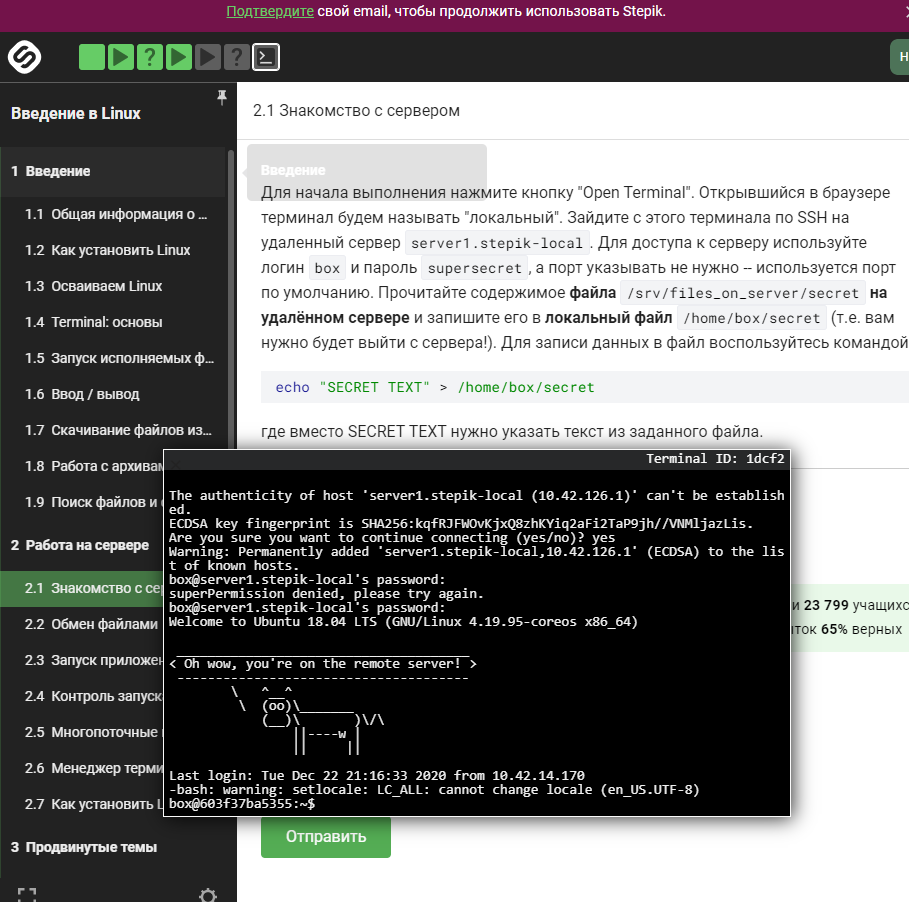 Подтвердите свой email, чтобы продолжить использовать Stepik.
Введение в Linux
1 Введение
1.1 Общая информация о ...
1.2 Как установить Linux
1.3 Осваиваем Linux
1.4 Terminal: основы
1.5 Запуск исполняемых ф...
1.6 Ввод / вывод
1.7 Скачивание файлов из...
1.8 Работа с архивам
1.9 Поиск файлов и
2 Работа на сервере
2.1 Знакомство с сер
2.2 Обмен файлами
2.3 Запуск приложен
2.4 Контроль запуска
2.5 Многопоточные
2.6 Менеджер терми
2.7 Как установить L
3 Продвинутые темы
2.1 Знакомство с сервером
Введение
Для начала выполнения нажмите кнопку "Open Terminal". Открывшийся в браузере
терминал будем называть "локальный". Зайдите с этого терминала по SSH на
удаленный сервер server1.stepik-local . Для доступа к серверу используйте
логин box и пароль supersecret , а порт указывать не нужно -- используется порт
по умолчанию. Прочитайте содержимое файла /srv/files_on_server/secret на
удалённом сервере и запишите его в локальный файл /home/box/secret (т.е. вам
нужно будет выйти с сервера!). Для записи данных в файл воспользуйтесь командой
echo "SECRET TEXT" > /home/box/secret
где вместо SECRET TEXT нужно указать текст из заданного файла.
Terminal ID: 1dcf2
The authenticity of host 'server1.stepik-local (10.42.126.1)' can't be establish
ed.
ECDSA key fingerprint is SHA256:kqfRJFWOvKjxQ8zhKYiq2aFi2TaP9jh//VNMljazLis.
Are you sure you want to continue connecting (yes/no)? yes
Warning: Permanently added 'server1.stepik-local,10.42.126.1' (ECDSA) to the lis
t of known hosts.
box@server1.stepik-local's password:
superPermission denied, please try again.
box@server1.stepik-local's password:
Welcome to Ubuntu 18.04 LTS (GNU/Linux 4.19.95-coreos x86_64)
< Oh wow, you're on the remote server! >
Last login: Tue Dec 22 21:16:33 2020 from 10.42.14.170
-bash: warning: setlocale: LC_ALL: cannot change locale (en_US.UTF-8)
box@603f37ba5355:~$
и 23 799 учащихс
ток 65% верных
Отправить